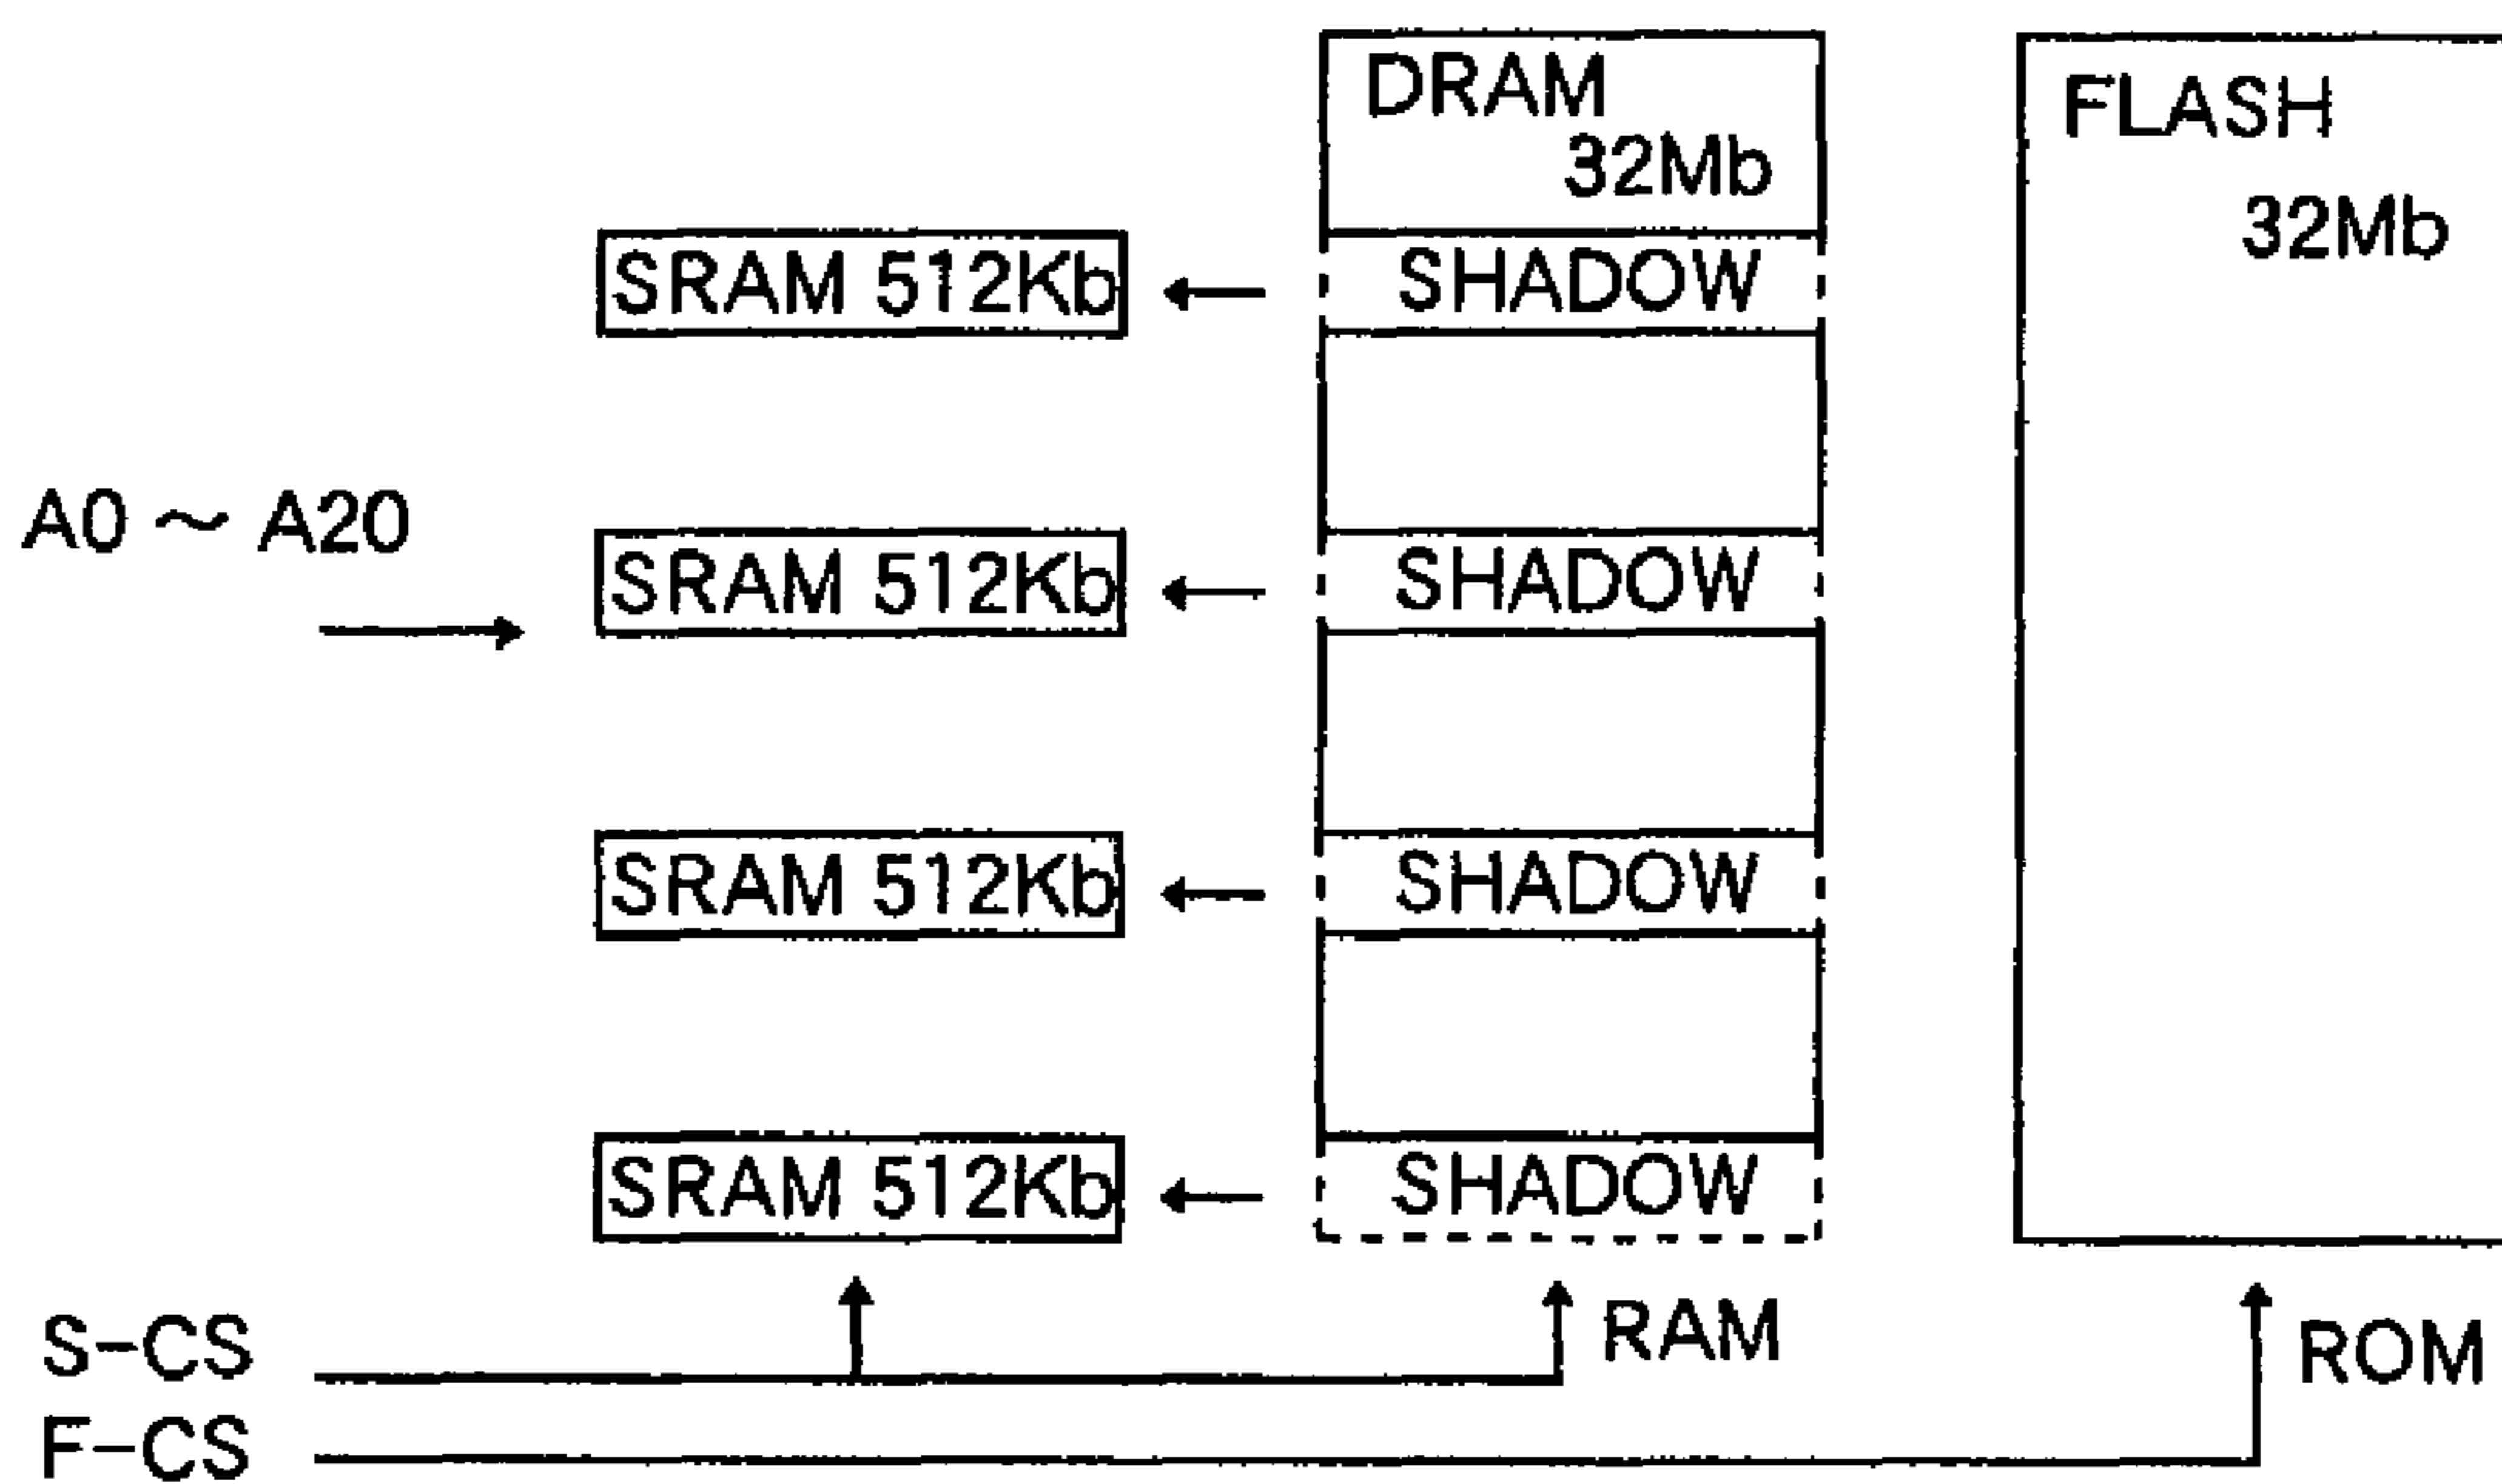 DRAM
32Mb
FLASH
32Mb
SRAM 512Kb
SHADOW
A0 ~ A20
SRAM 512Kb
SHADOW
SRAM 512Kb
SHADOW
SRAM 512Kb
SHADOW
S-CS
RAM
ROM
F-CS